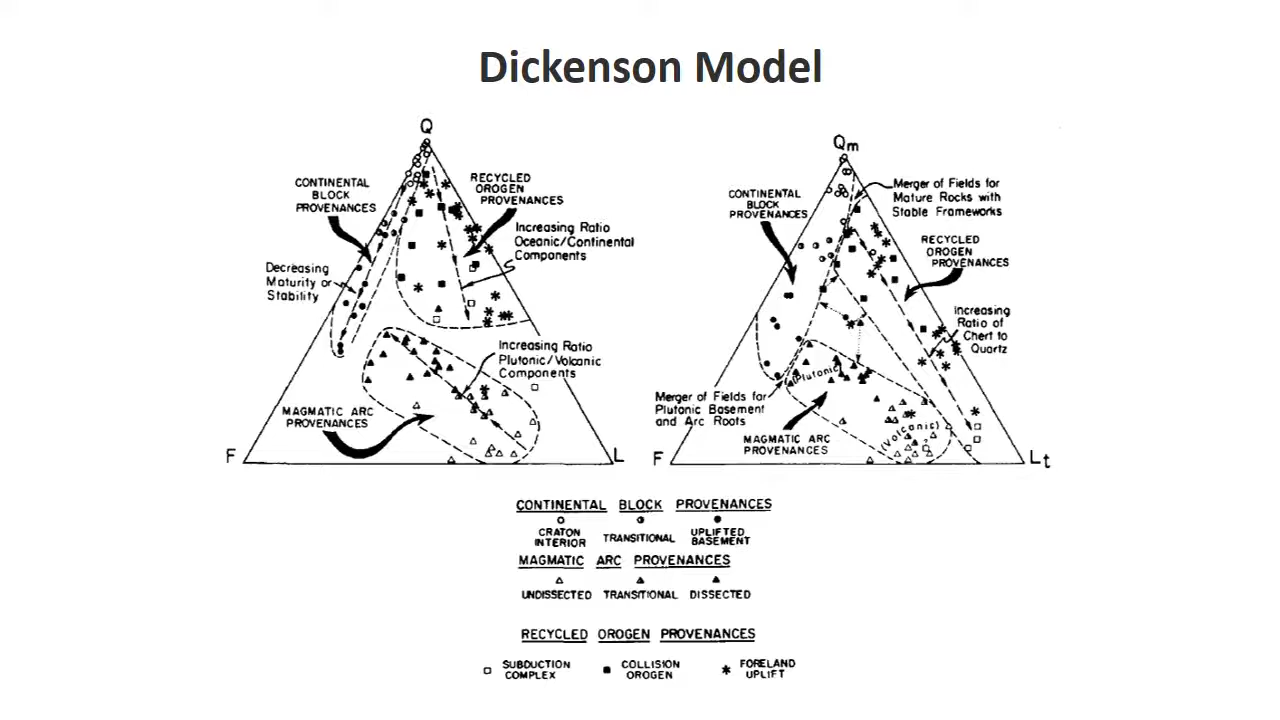 Dickenson Model
Q
CONTINENTAL
BLOCK
PROVENANCES
RECYCLED
OROGEN
PROVENANCES
Increasing Ratio
Oceanic/Continental
Components
Decreasing
Maturity or
Stability
Increasing Ratio
Plutonic/Volcanic
Components
MAGMATIC ARC
PROVENANCES
F
L
Qm
Merger of Fields for
Mature Rocks with
Stable Frameworks
CONTINENTAL
BLOCK
PROVENANCES
RECYCLED
OROGEN
PROVENANCES
Increasing
Ratio of
Chert to
Quartz
(Plutonic)
Merger of Fields for
Plutonic Basement
and Arc Roots
MAGMATIC ARC
PROVENANCES
(Volcanic)
?
F
Lt
CONTINENTAL BLOCK PROVENANCES
CRATON
INTERIOR
TRANSITIONAL
UPLIFTED
BASEMENT
MAGMATIC ARC PROVENANCES
UNDISSECTED TRANSITIONAL DISSECTED
RECYCLED OROGEN PROVENANCES
SUBDUCTION
COMPLEX
COLLISION
OROGEN
FORELAND
UPLIFT